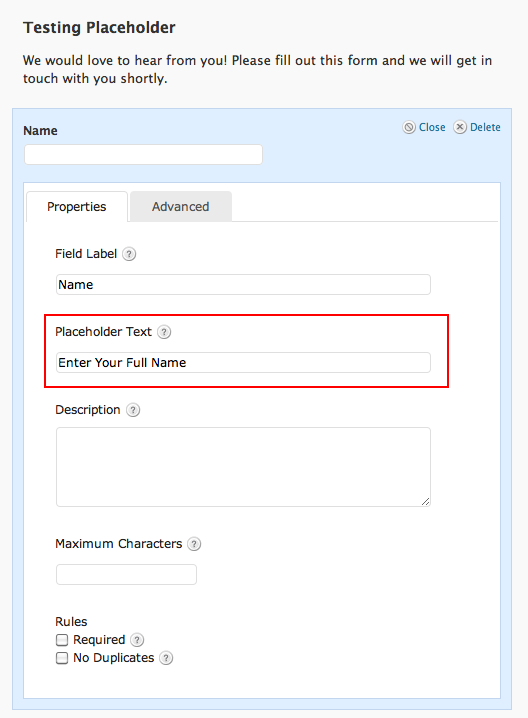 Testing Placeholder
We would love to hear from you! Please fill out this form and we will get in
touch with you shortly.
Name
Close
Delete
Properties
Advanced
Field Label ?
Name
Placeholder Text ?
Enter Your Full Name
Description ?
Maximum Characters ?
Rules
Required ?
No Duplicates ?